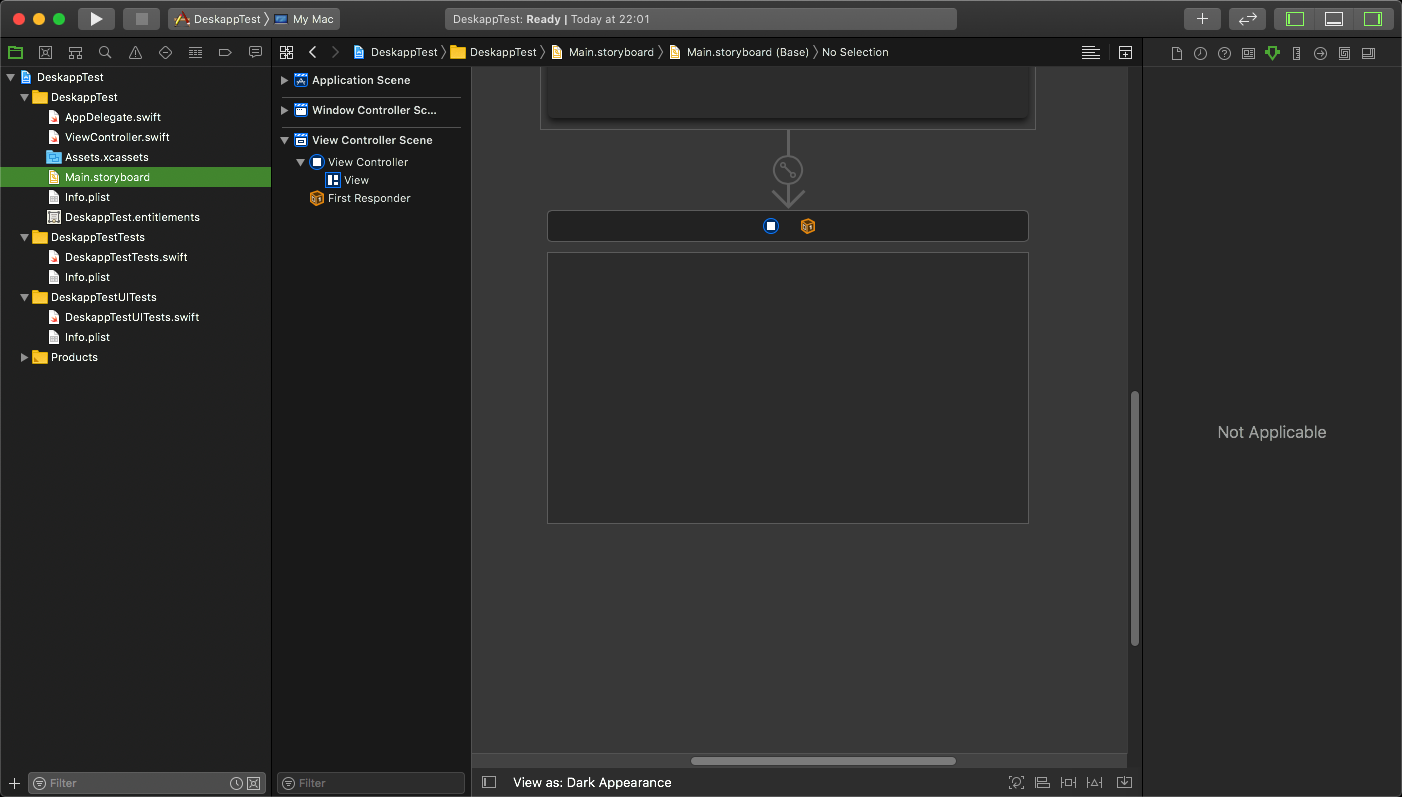 DeskappTest My Mac
DeskappTest: Ready | Today at 22:01
DeskappTest DeskappTest Main.storyboard Main.storyboard (Base) No Selection
DeskappTest
DeskappTest
AppDelegate.swift
ViewController.swift
Assets.xcassets
Main.storyboard
Info.plist
DeskappTest.entitlements
DeskappTestTests
DeskappTestTests.swift
Info.plist
DeskappTestUITests
DeskappTestUITests.swift
Info.plist
Products
Filter
Application Scene
Window Controller Sc...
View Controller Scene
View Controller
View
First Responder
Filter
View as: Dark Appearance
Not Applicable